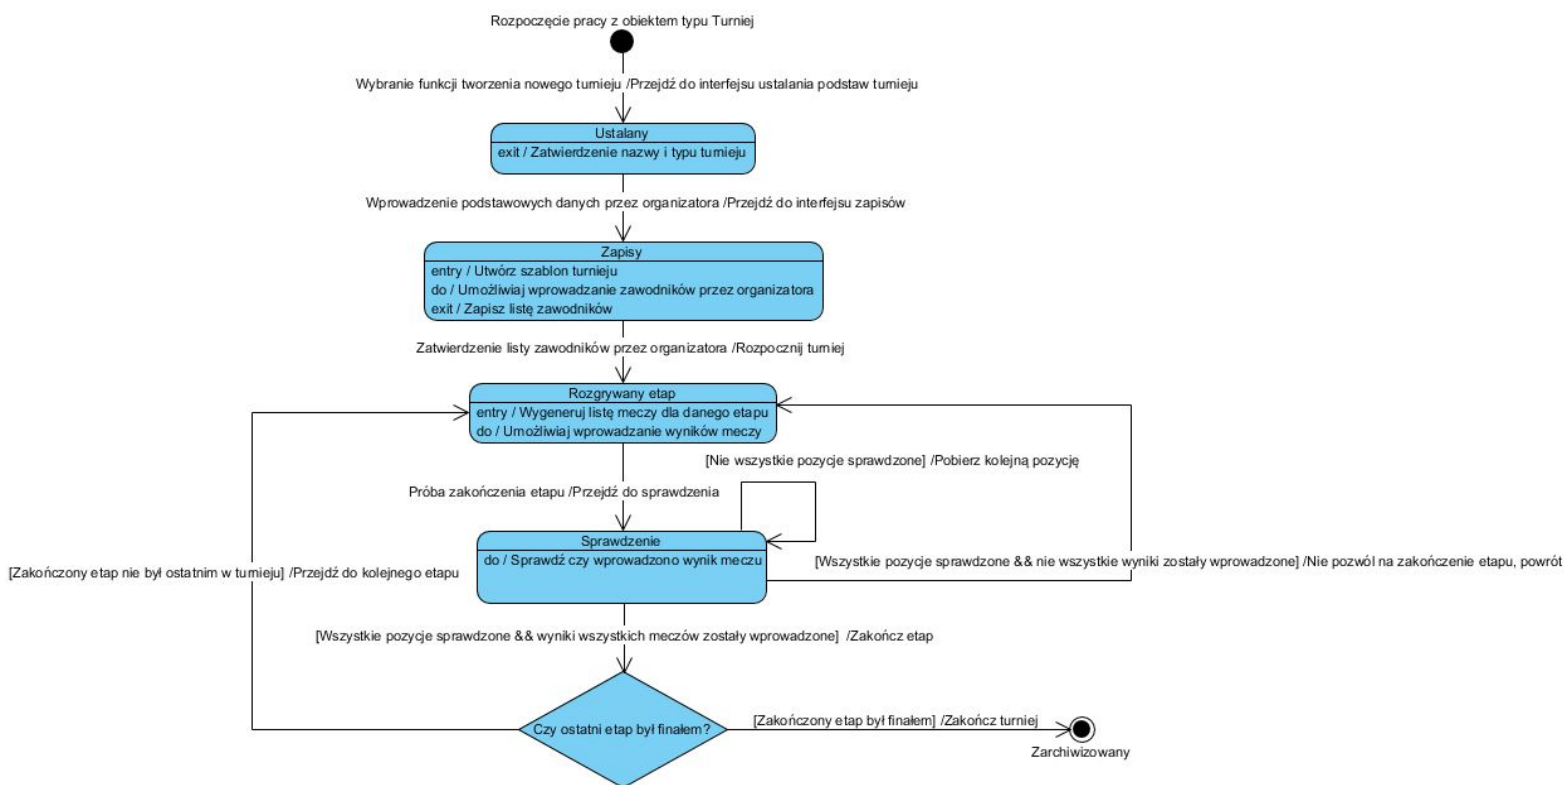 Rozpoczęcie pracy z obiektem typu Turniej
Wybranie funkcji tworzenia nowego turnieju /Przejdź do interfejsu ustalania podstaw turnieju
Ustalany
exit / Zatwierdzenie nazwy i typu turnieju
Wprowadzenie podstawowych danych przez organizatora /Przejdź do interfejsu zapisów
Zapisy
entry / Utwórz szablon turnieju
do / Umożliwiaj wprowadzanie zawodników przez organizatora
exit / Zapisz listę zawodników
Zatwierdzenie listy zawodników przez organizatora /Rozpocznij turniej
Rozgrywany etap
entry / Wygeneruj listę meczy dla danego etapu
do / Umożliwiaj wprowadzanie wyników meczy
[Nie wszystkie pozycje sprawdzone] /Pobierz kolejną pozycję
Próba zakończenia etapu /Przejdź do sprawdzenia
Sprawdzenie
do / Sprawdź czy wprowadzono wynik meczu
[Wszystkie pozycje sprawdzone && nie wszystkie wyniki zostały wprowadzone] /Nie pozwól na zakończenie etapu, powrót
[Zakończony etap nie był ostatnim w turnieju] /Przejdź do kolejnego etapu
[Wszystkie pozycje sprawdzone && wyniki wszystkich meczów zostały wprowadzone] /Zakończ etap
Czy ostatni etap był finałem?
[Zakończony etap był finałem] /Zakończ turniej
Zarchiwizowany